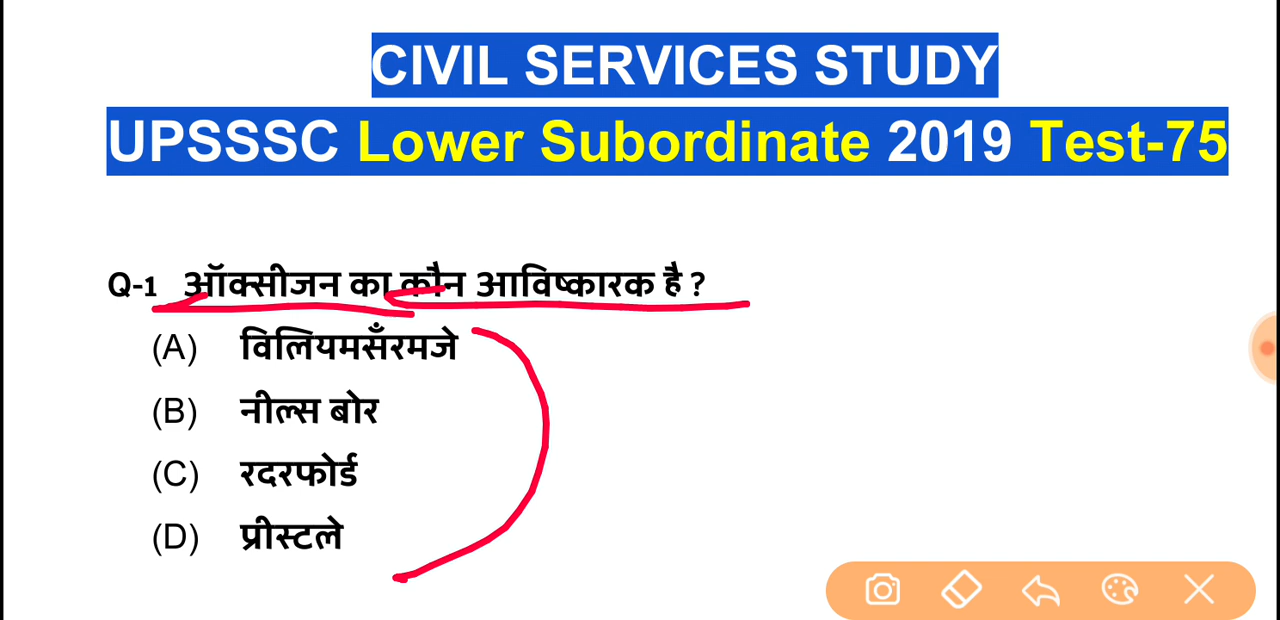 CIVIL SERVICES STUDY
UPSSSC Lower Subordinate 2019 Test-75
Q-1 ऑक्सीजन का कौन आविष्कारक है ?
(A) विलियमसँरमजे
(B) नील्स बोर
(C) रदरफोर्ड
(D) प्रीस्टले